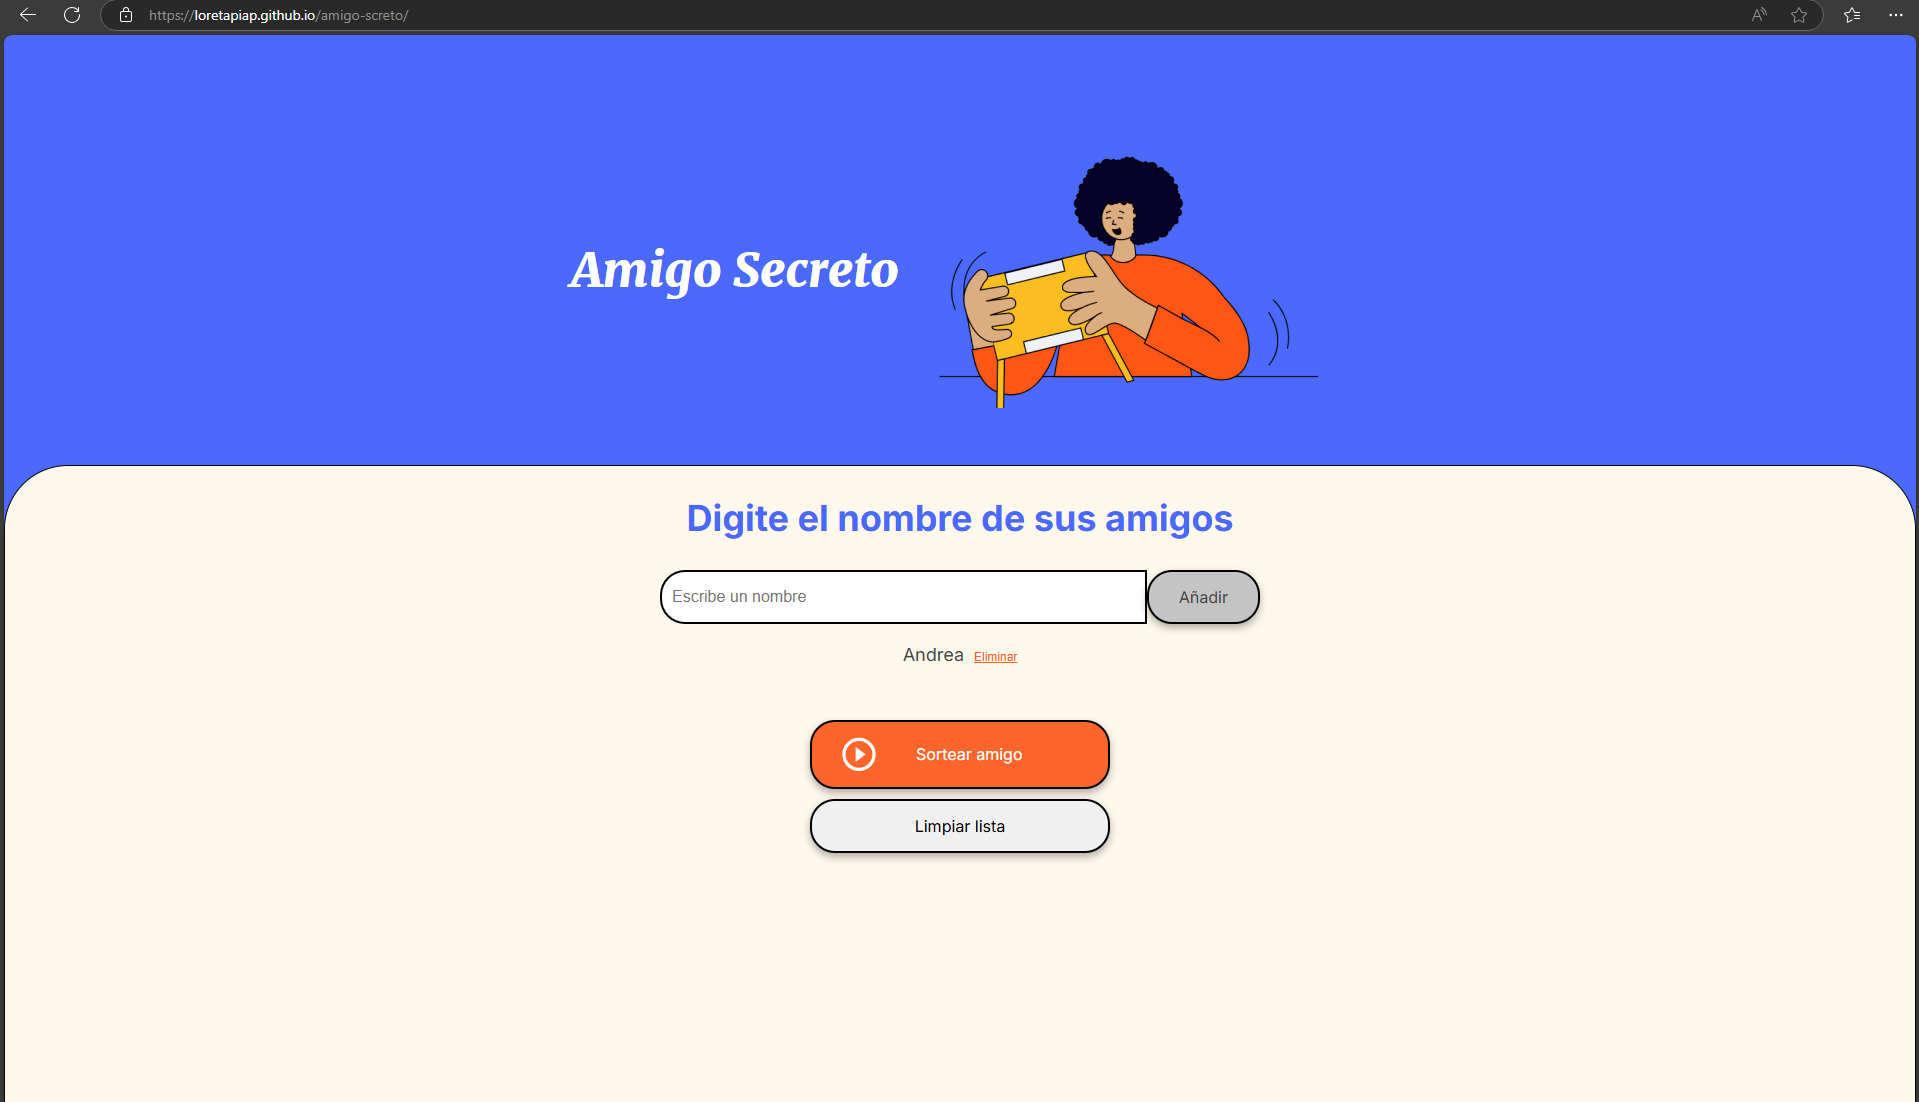 https://loretapiap.github.io/amigo-screto/
Amigo Secreto
Digite el nombre de sus amigos
Escribe un nombre
Añadir
Andrea Eliminar
Sortear amigo
Limpiar lista